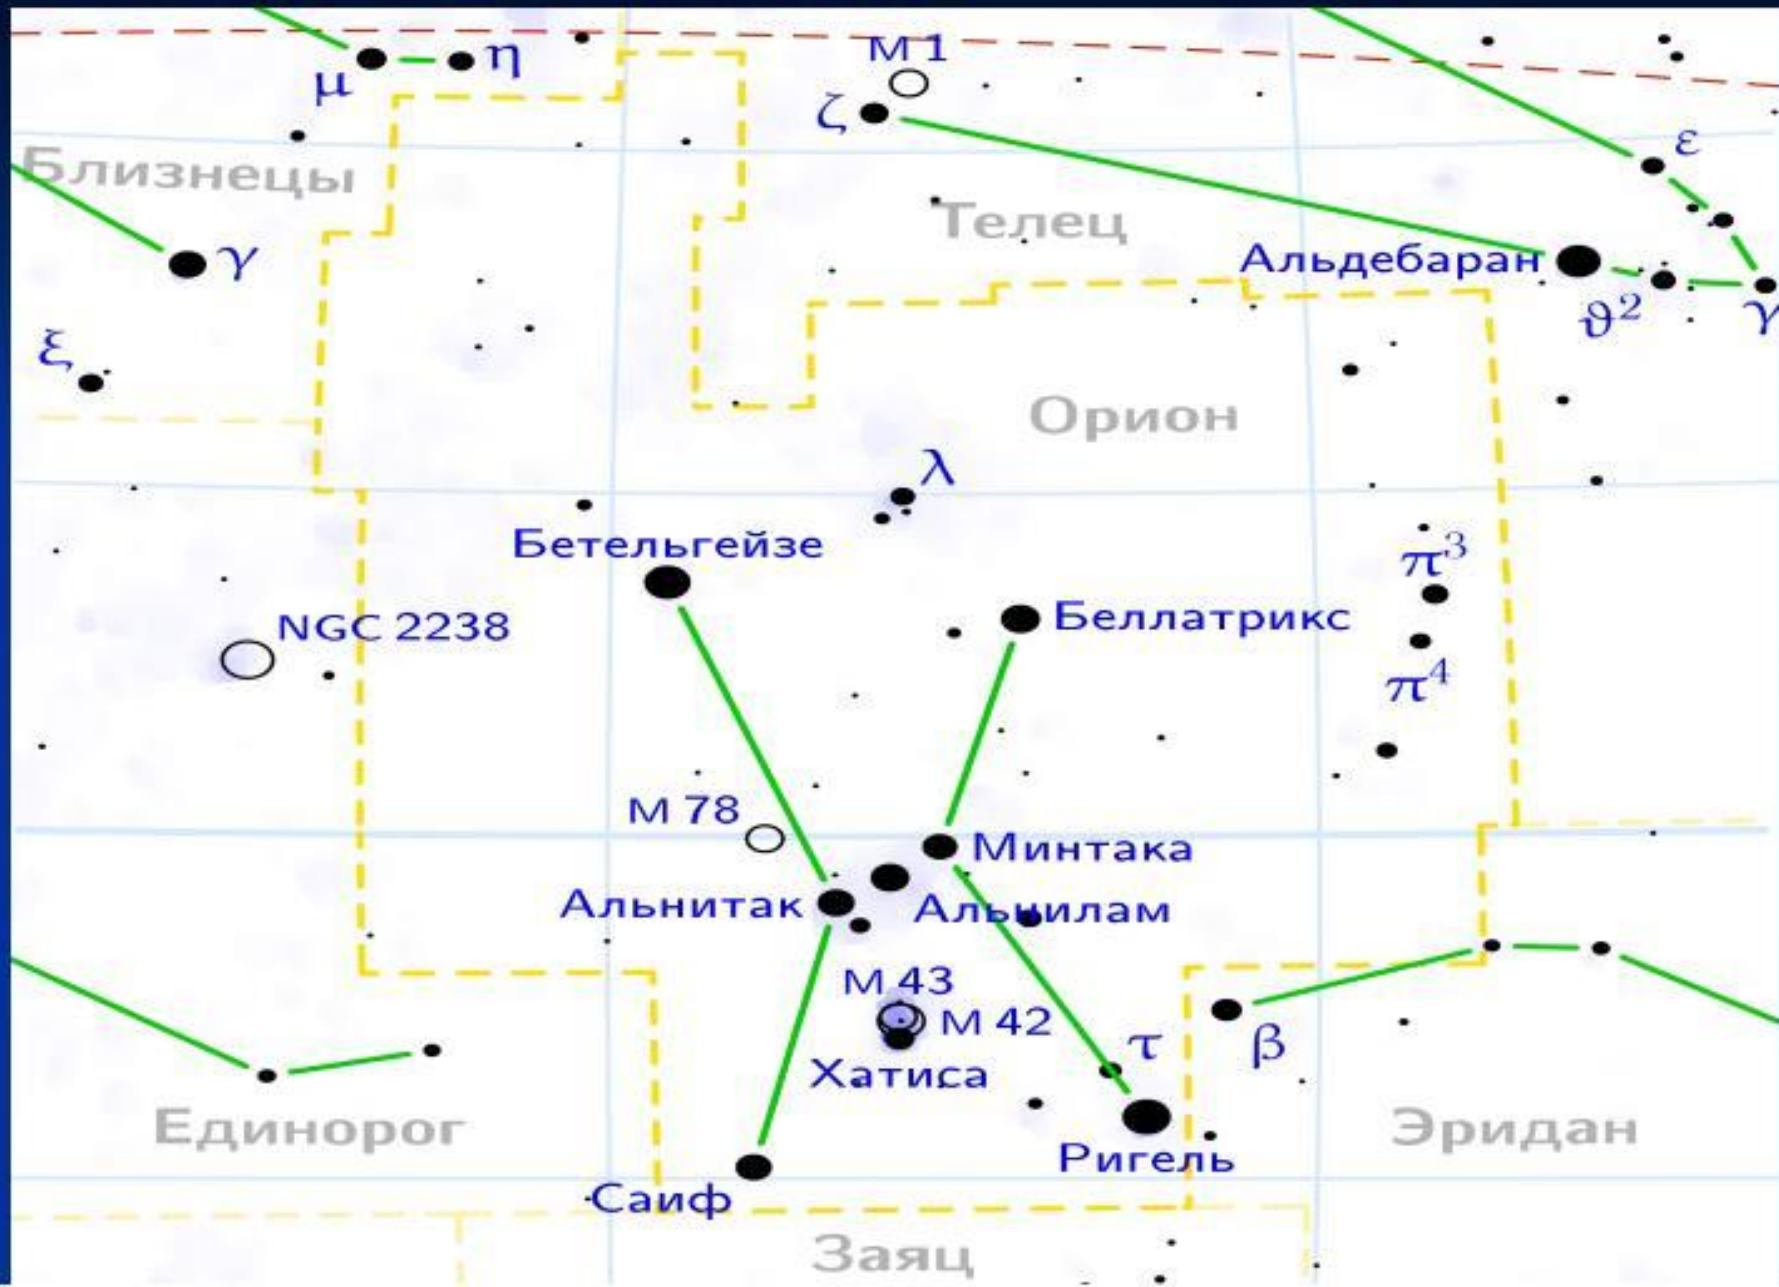 M 1
μ
η
ζ
ε
Близнецы
Телец
γ
Альдебаран
ϑ²
γ
ξ
Орион
λ
Бетельгейзе
π³
Беллатрикс
NGC 2238
π⁴
M 78
Минтака
Альнитак
Альнилам
M 43
M 42
τ
β
Хатиса
Единорог
Эридан
Ригель
Саиф
Заяц